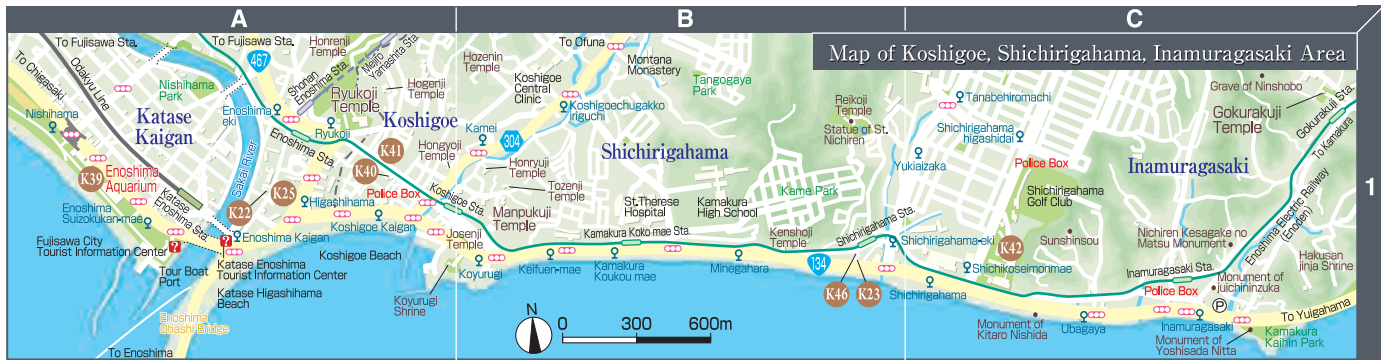 A
B
C
1
Map of Koshigoe, Shichirigahama, Inamuragasaki Area
To Fujisawa Sta.
To Chigasaki
Odakyu Line
Nishihama
Nishihama
Park
Katase
Kaigan
K39
Enoshima
Aquarium
Enoshima
Suizokukan-mae
Fujisawa City
Tourist Information Center
?
Tour Boat
Port
Enoshima
Ohashi Bridge
To Enoshima
Katase
Enoshima Sta.
Sakai River
To Fujisawa Sta.
467
Enoshima
eki
Shonan
Enoshima Sta.
Honrenji
Temple
Mejiro
Yamashita Sta.
Ryukoji
Temple
Hogenji
Temple
Koshigoe
Ryukoji
Enoshima Sta.
K41
K40
Police Box
K22
K25
Higashihama
Enoshima Kaigan
?
Katase Enoshima
Tourist Information Center
Katase Higashihama
Beach
Koshigoe Kaigan
Koshigoe Beach
Hongyoji
Temple
Koshigoe Sta.
Josenji
Temple
Koyurugi
Koyurugi
Shrine
Hozenin
Temple
Kamei
304
Koshigoe
Central
Clinic
To Ofuna
Montana
Monastery
Koshigoechugakko
iriguchi
Honryuji
Temple
Tozenji
Temple
Manpukuji
Temple
Shichirigahama
Tangogaya
Park
Kame Park
St.Therese
Hospital
Kamakura
High School
Kamakura Koko mae Sta.
Keifuen-mae
Kamakura
Koukou mae
Minegahara
Kenshoji
Temple
134
N
0
300
600m
Reikoji
Temple
Statue of St.
Nichiren
Shichirigahama Sta.
K46
K23
Yukiaizaka
Tanabehiromachi
Shichirigahama
higashidai
Police Box
Shichirigahama
Golf Club
K42
Sunshinsou
Shichirigahama-eki
Shichikoseimonmae
Shichirigahama
Monument of
Kitaro Nishida
Ubagaya
Inamuragasaki
Grave of Ninshobo
Gokurakuji
Temple
Gokurakuji Sta.
To Kamakura
Enoshima Electric Railway
(Enoden)
Nichiren Kesagake no
Matsu Monument
Hakusan
jinja Shrine
Inamuragasaki Sta.
Police Box
Monument of
juichininzuka
P
Inamuragasaki
Monument of
Yoshisada Nitta
To Yuigahama
Kamakura
Kaihin Park